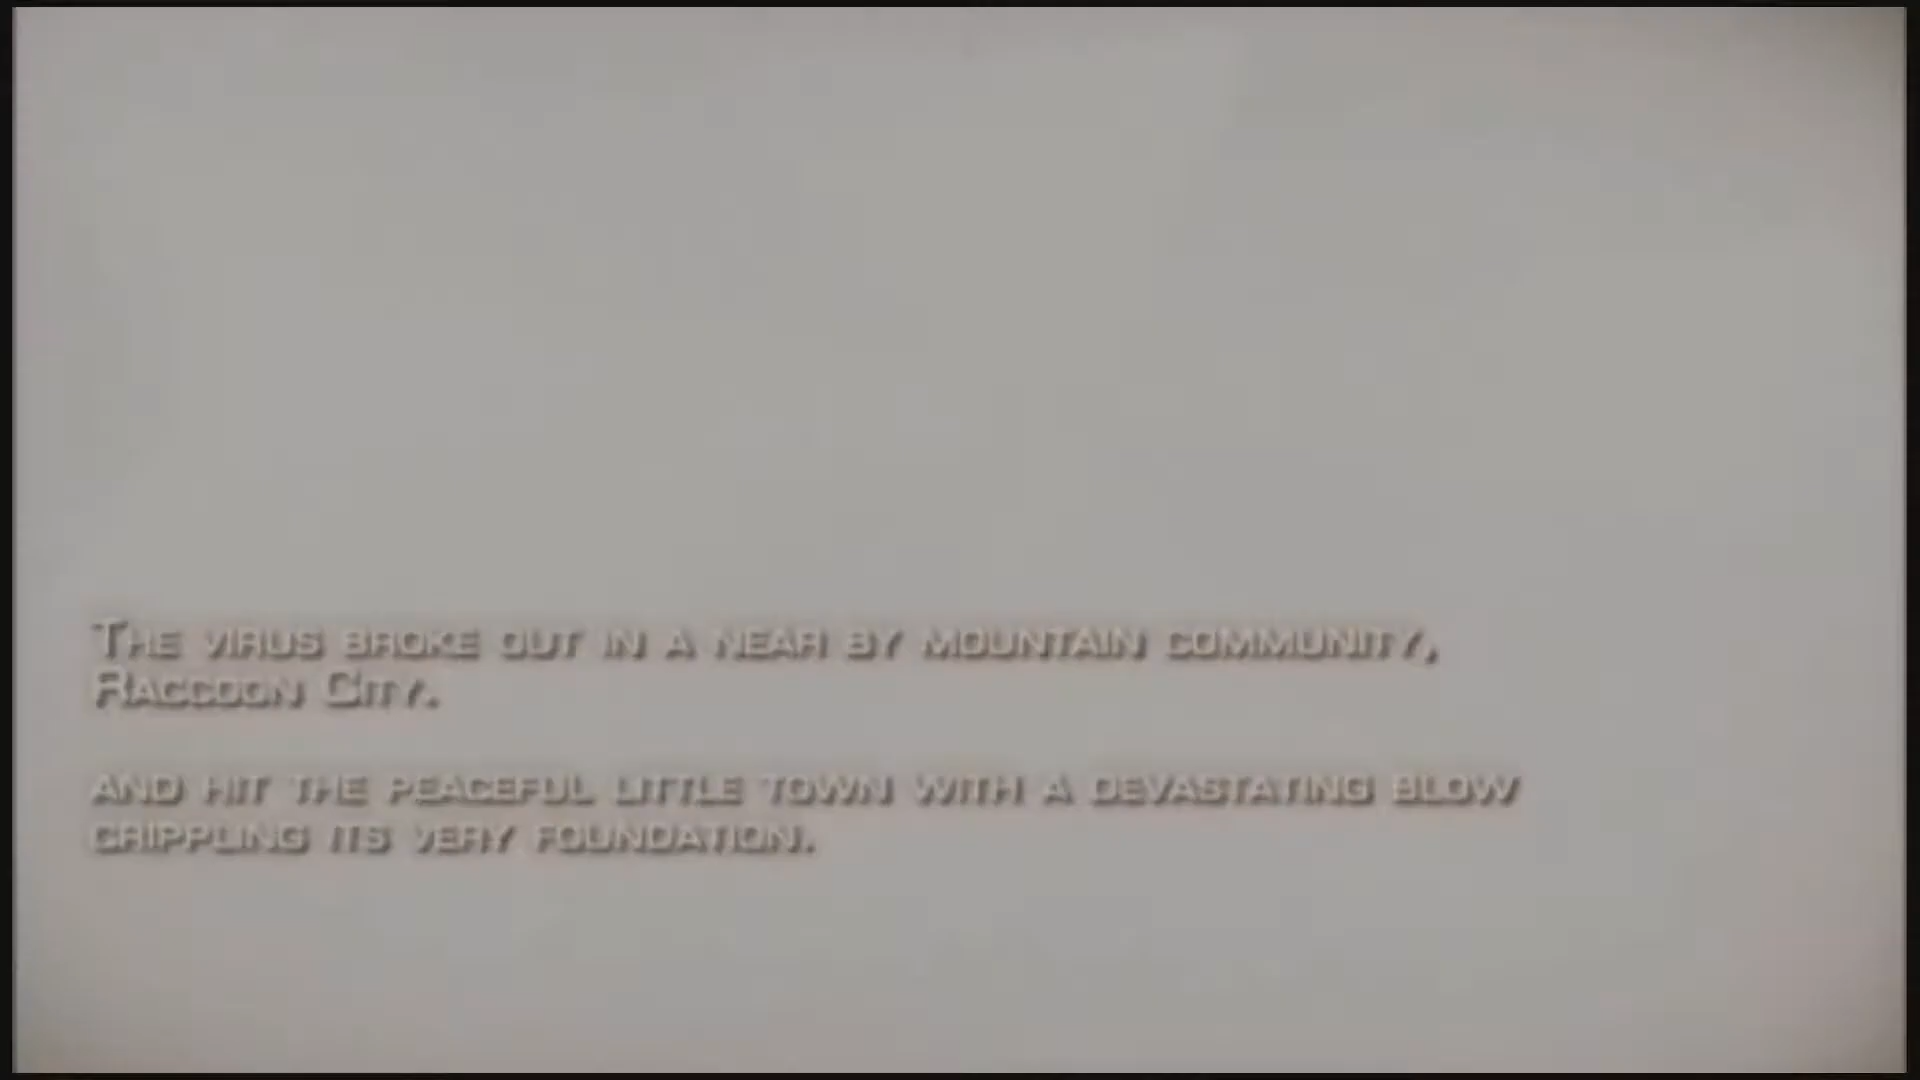 The virus broke out in a near by mountain community,
Raccoon City.
and hit the peaceful little town with a devastating blow
crippling its very foundation.